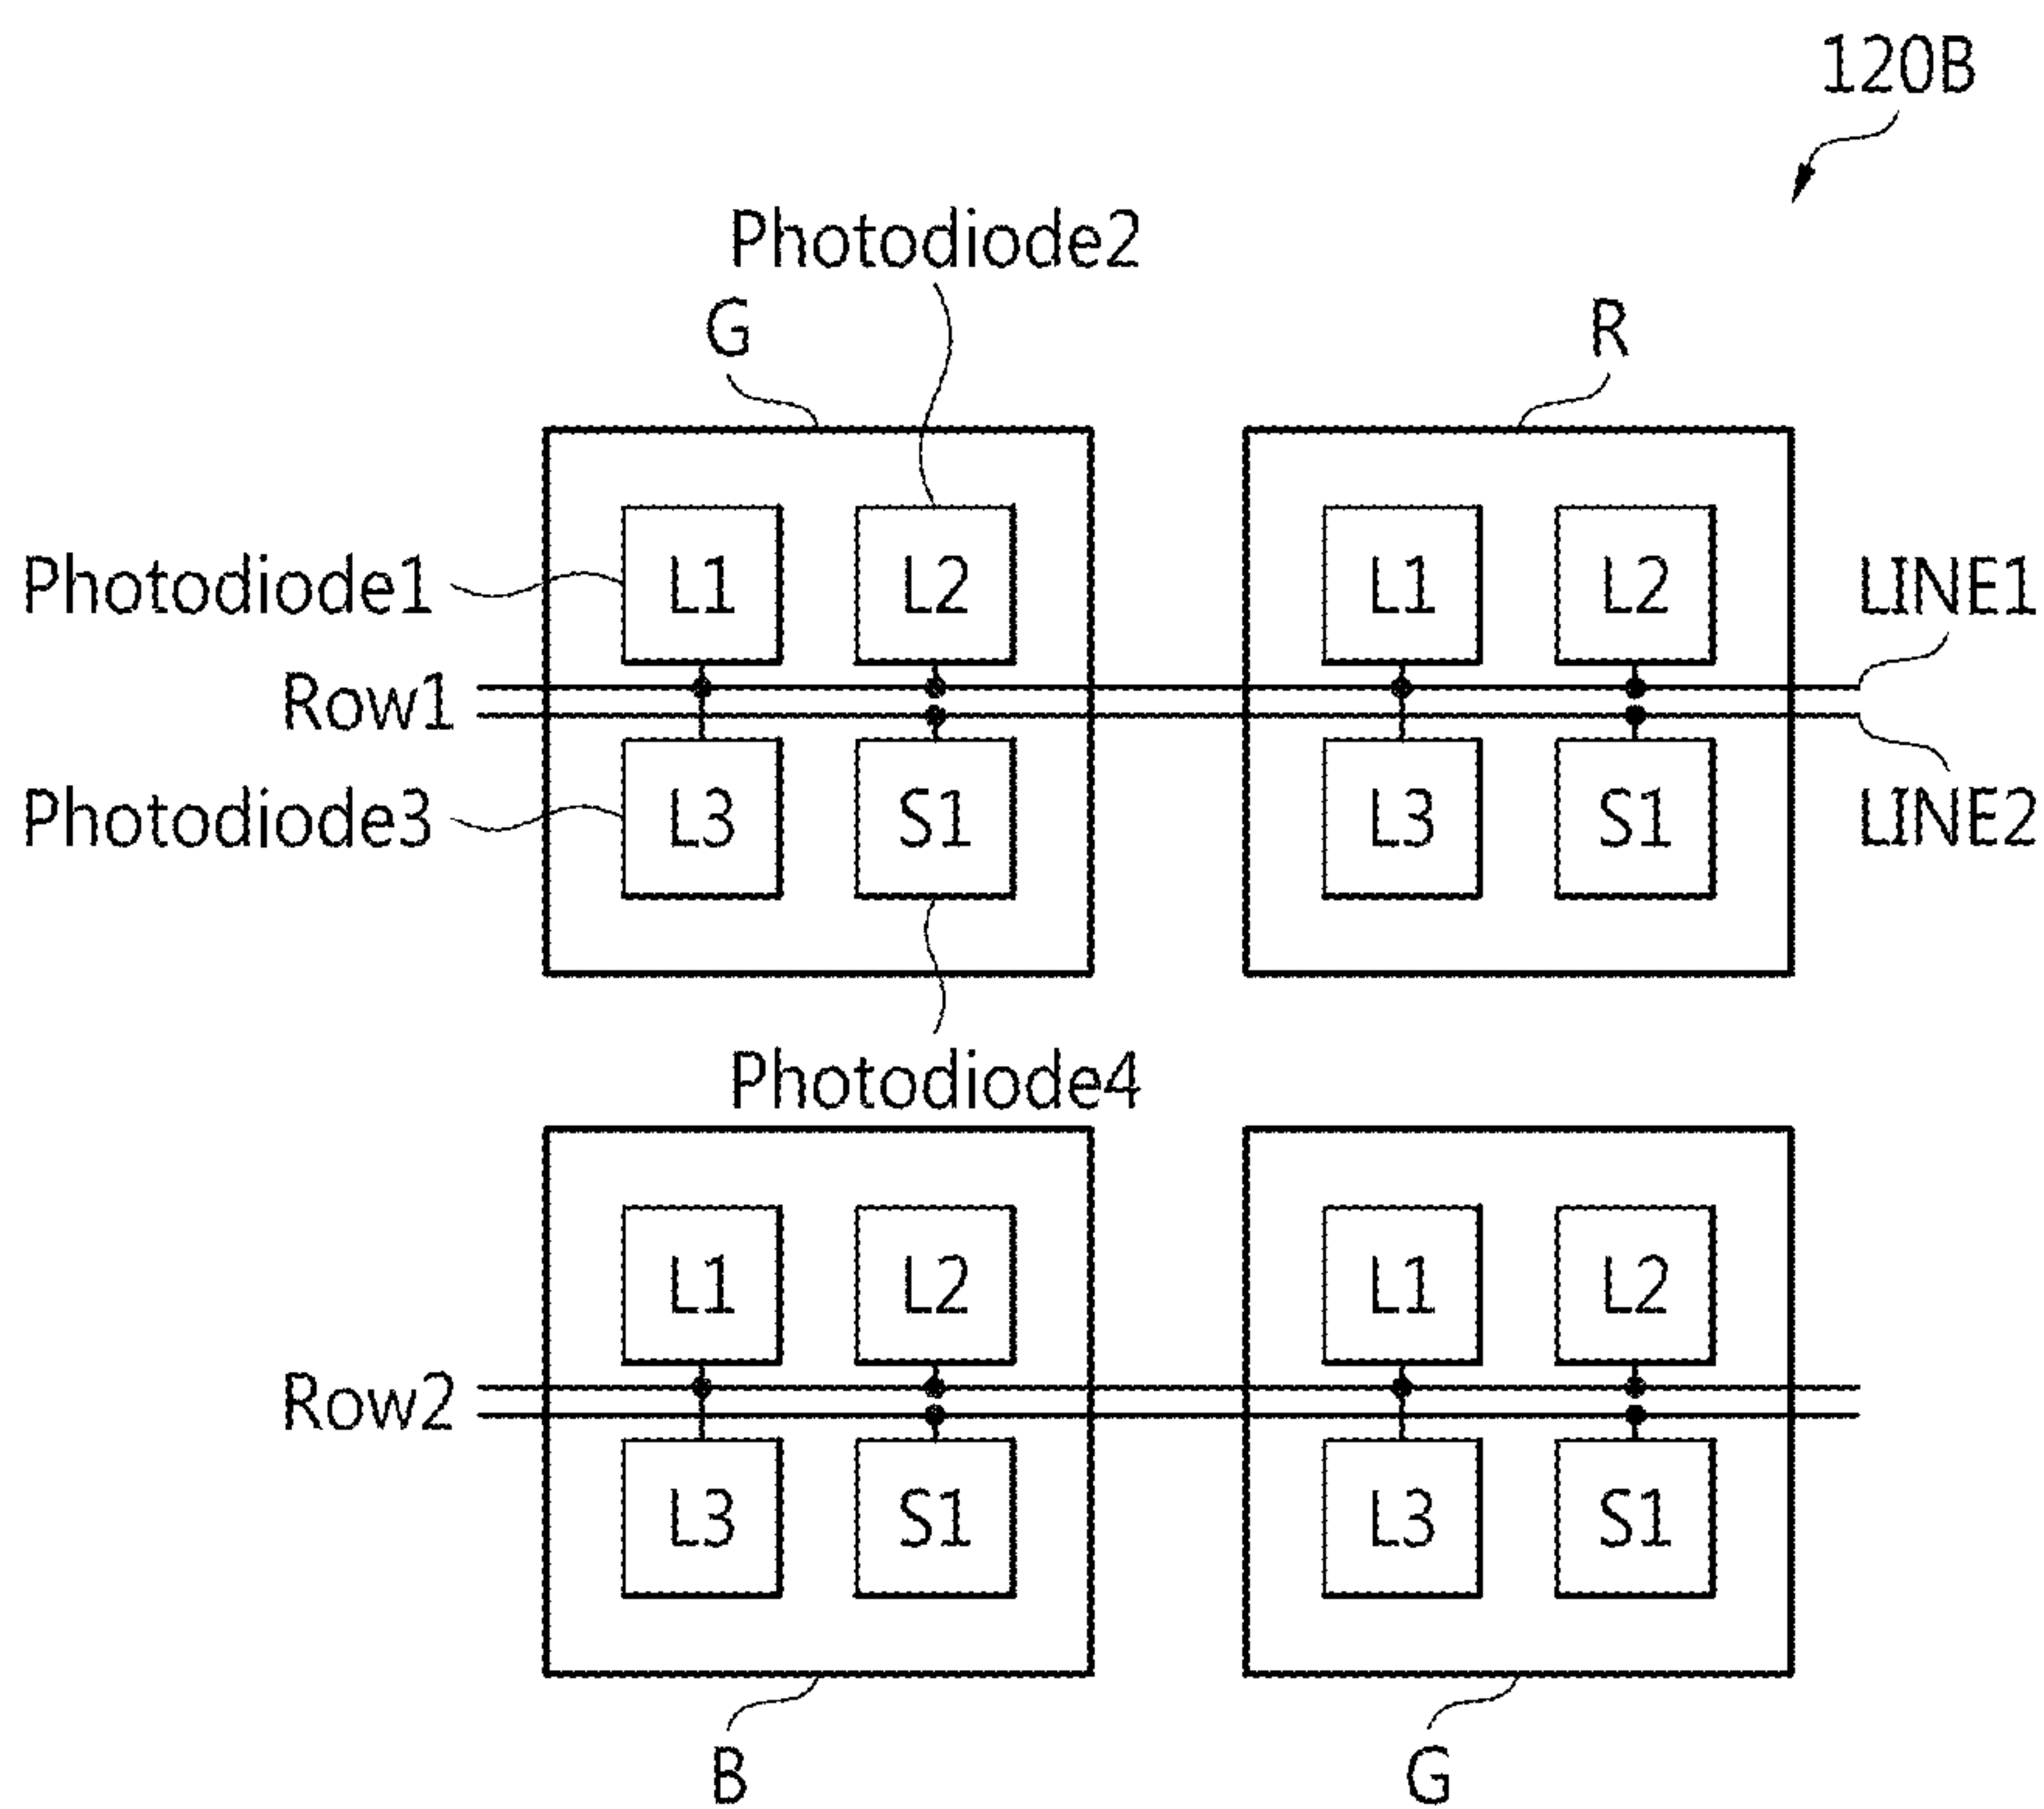 120B
Photodiode2
G R
Photodiode1 L1 L2 L1 L2 LINE1
Row1
Photodiode3 L3 S1 L3 S1 LINE2
Photodiode4
L1 L2 L1 L2
Row2
L3 S1 L3 S1
B G